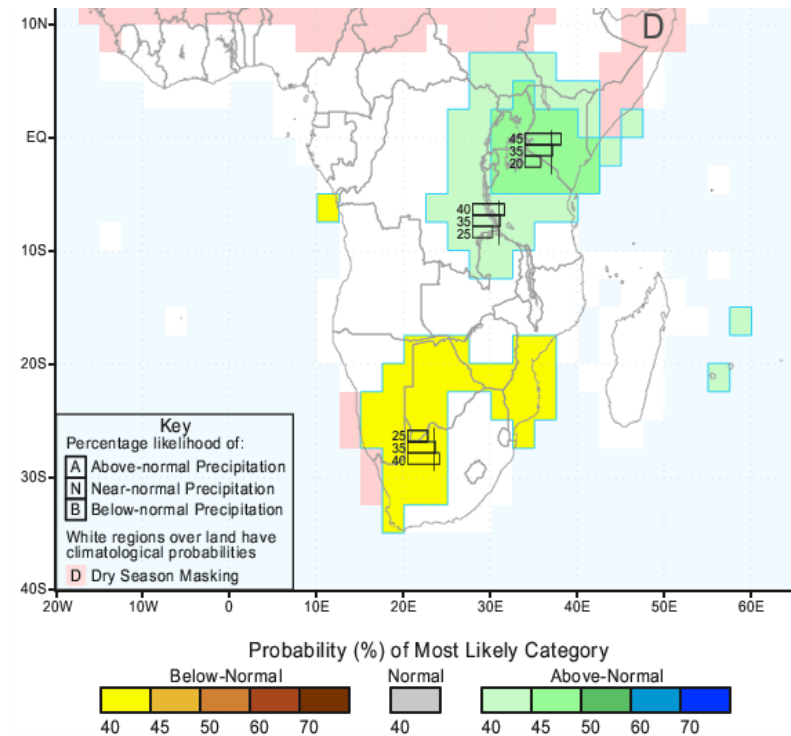 10N
D
EQ
45
35
20
40
35
25
10S
20S
25
35
40
30S
40S
Key
Percentage likelihood of:
A Above-normal Precipitation
N Near-normal Precipitation
B Below-normal Precipitation
White regions over land have
climatological probabilities
D Dry Season Masking
20W 10W 0 10E 20E 30E 40E 50E 60E
Probability (%) of Most Likely Category
Below-Normal Normal Above-Normal
40 45 50 60 70 40 40 45 50 60 70